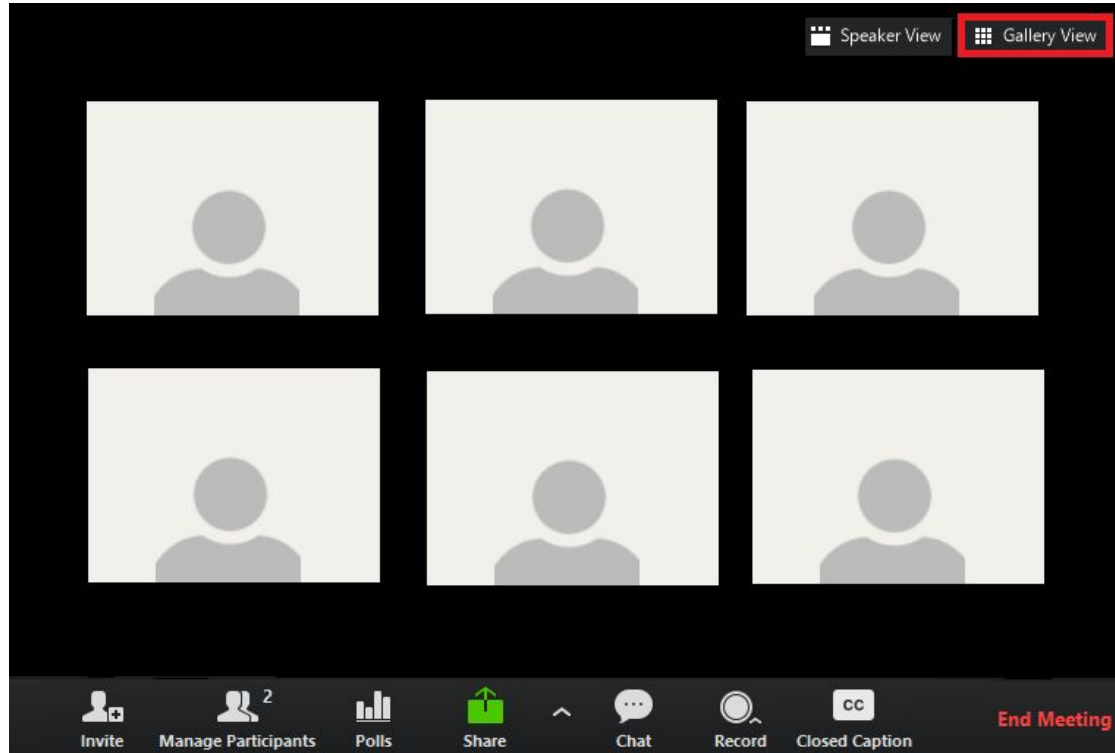 Speaker View
Gallery View
2
Invite
Manage Participants
Polls
Share
Chat
Record
CC
Closed Caption
End Meeting